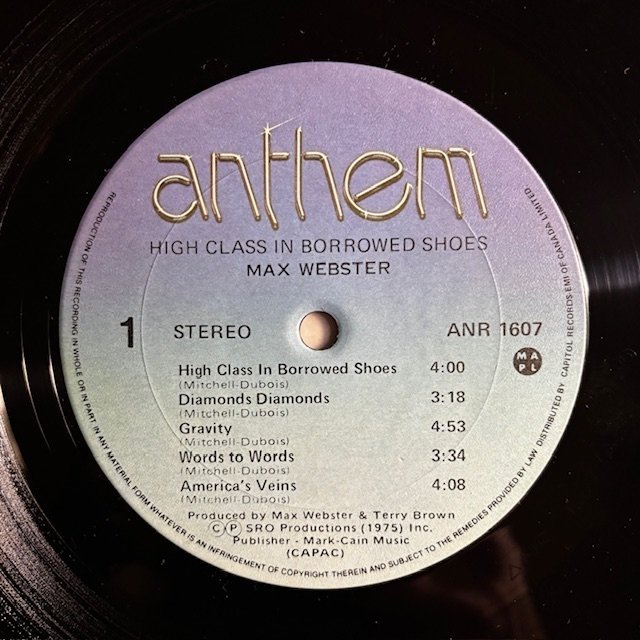 anthem
HIGH CLASS IN BORROWED SHOES
MAX WEBSTER
1 STEREO ANR 1607
M A P L
High Class In Borrowed Shoes 4:00
(Mitchell-Dubois)
Diamonds Diamonds 3:18
(Mitchell-Dubois)
Gravity 4:53
(Mitchell-Dubois)
Words to Words 3:34
(Mitchell-Dubois)
America's Veins 4:08
(Mitchell-Dubois)
Produced by Max Webster & Terry Brown
Ⓒ Ⓟ SRO Productions (1975) Inc.
Publisher - Mark-Cain Music
(CAPAC)
REPRODUCTION OF THIS RECORDING IN WHOLE OR IN PART IN ANY MATERIAL FORM WHATEVER IS AN INFRINGEMENT OF COPYRIGHT THEREIN AND SUBJECT TO THE REMEDIES PROVIDED BY LAW DISTRIBUTED BY CAPITOL RECORDS EMI OF CANADA LIMITED